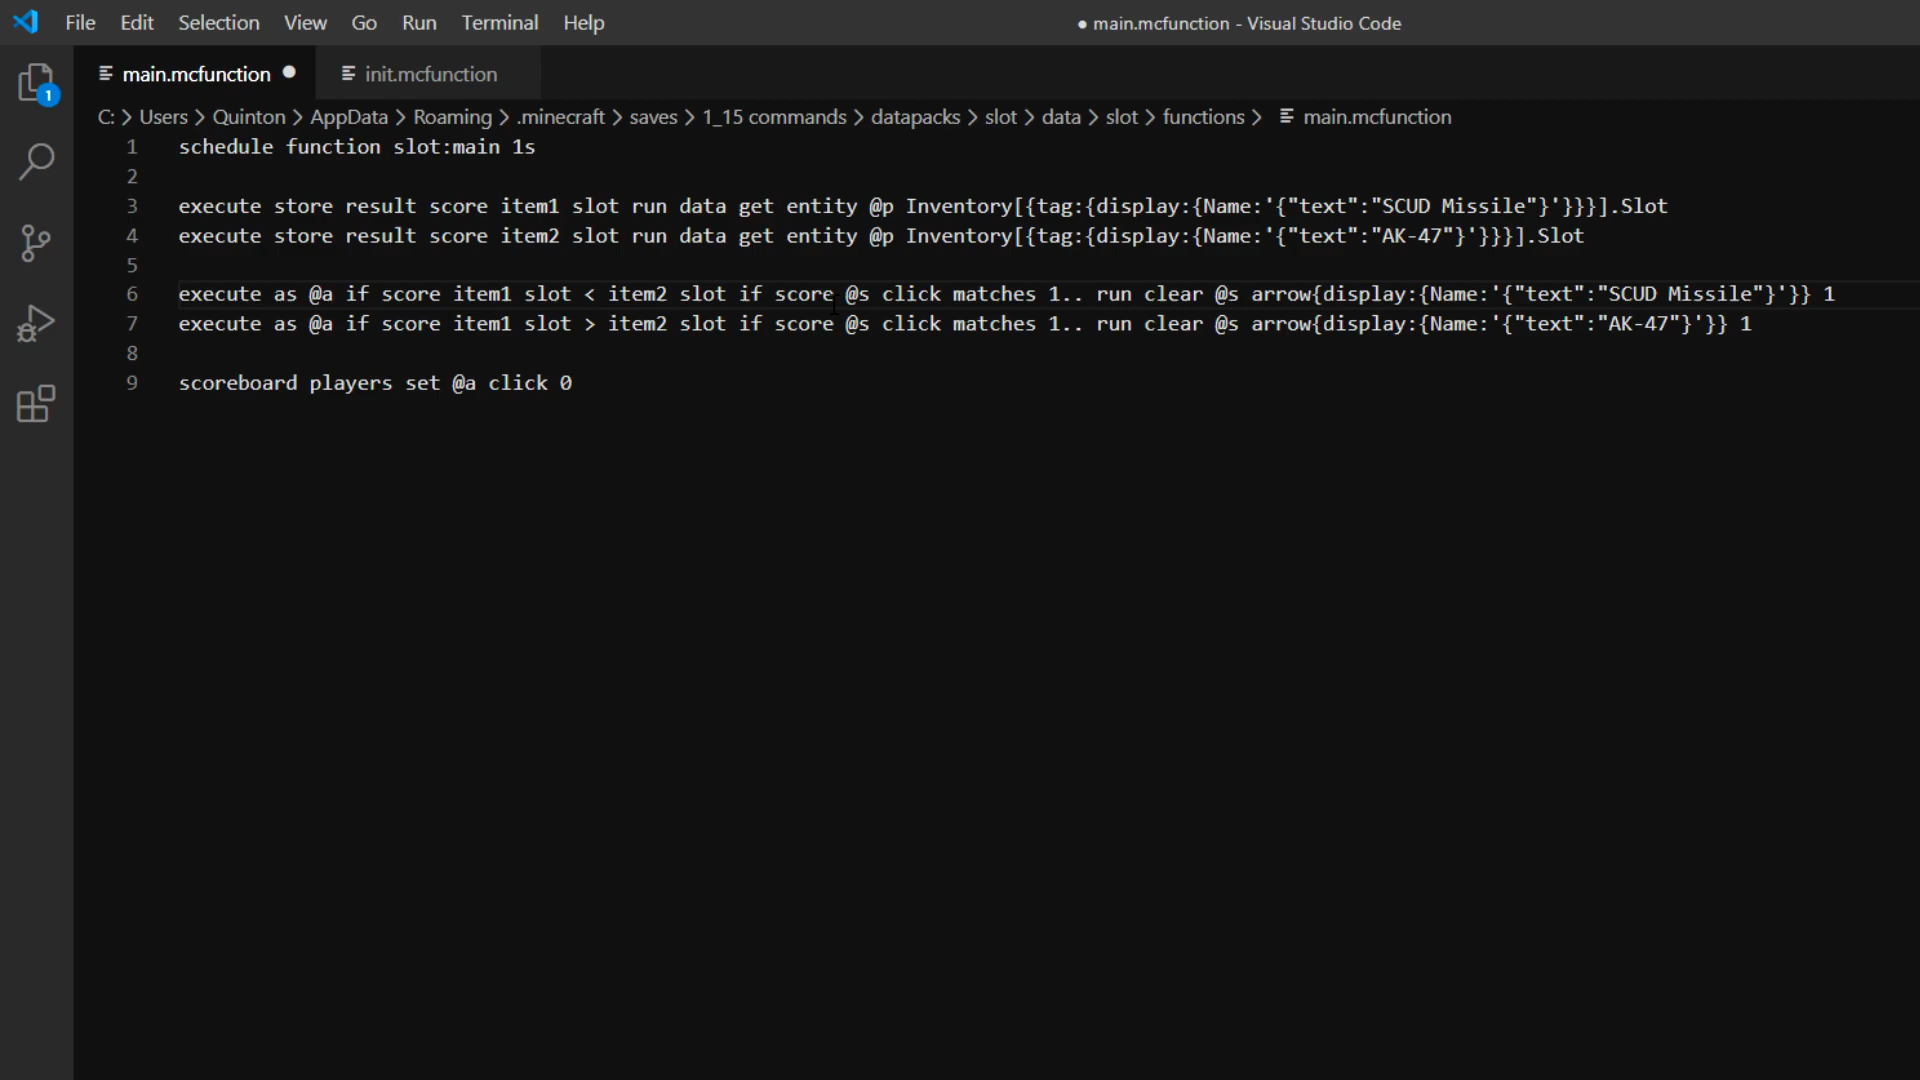 File Edit Selection View Go Run Terminal Help ● main.mcfunction - Visual Studio Code
main.mcfunction ● init.mcfunction
1
C: > Users > Quinton > AppData > Roaming > .minecraft > saves > 1_15 commands > datapacks > slot > data > slot > functions > main.mcfunction
1 schedule function slot:main 1s
2
3 execute store result score item1 slot run data get entity @p Inventory[{tag:{display:{Name:'{"text":"SCUD Missile"}'}}}].Slot
4 execute store result score item2 slot run data get entity @p Inventory[{tag:{display:{Name:'{"text":"AK-47"}'}}}].Slot
5
6 execute as @a if score item1 slot < item2 slot if score @s click matches 1.. run clear @s arrow{display:{Name:'{"text":"SCUD Missile"}'}} 1
7 execute as @a if score item1 slot > item2 slot if score @s click matches 1.. run clear @s arrow{display:{Name:'{"text":"AK-47"}'}} 1
8
9 scoreboard players set @a click 0